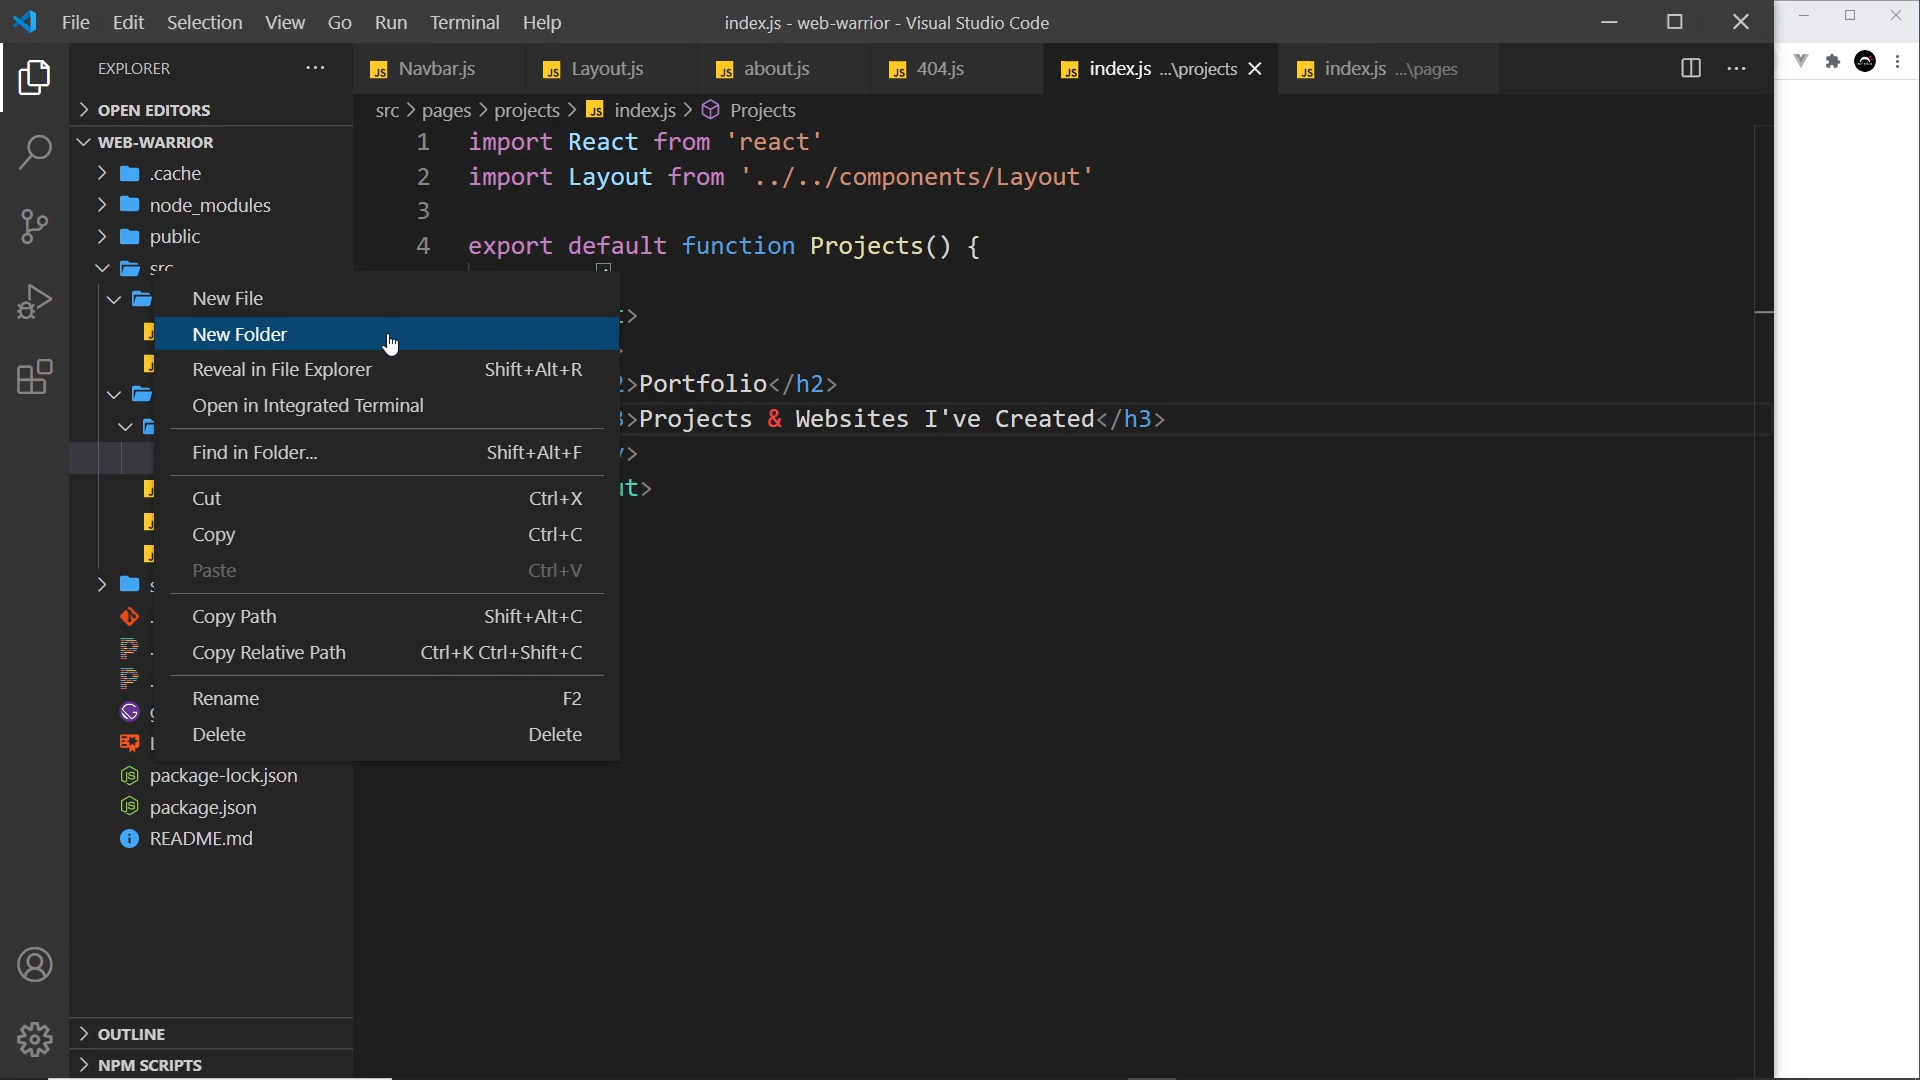 File Edit Selection View Go Run Terminal Help
index.js - web-warrior - Visual Studio Code
EXPLORER
Navbar.js
Layout.js
about.js
404.js
index.js ...\projects
index.js ...\pages
OPEN EDITORS
src > pages > projects > index.js > Projects
WEB-WARRIOR
.cache
node_modules
public
src
1 import React from 'react'
2 import Layout from '../../components/Layout'
3
4 export default function Projects() {
t>
>Portfolio</h2>
>Projects & Websites I've Created</h3>
>
ut>
New File
New Folder
Reveal in File Explorer Shift+Alt+R
Open in Integrated Terminal
Find in Folder... Shift+Alt+F
Cut Ctrl+X
Copy Ctrl+C
Paste Ctrl+V
Copy Path Shift+Alt+C
Copy Relative Path Ctrl+K Ctrl+Shift+C
Rename F2
Delete Delete
package-lock.json
package.json
README.md
OUTLINE
NPM SCRIPTS